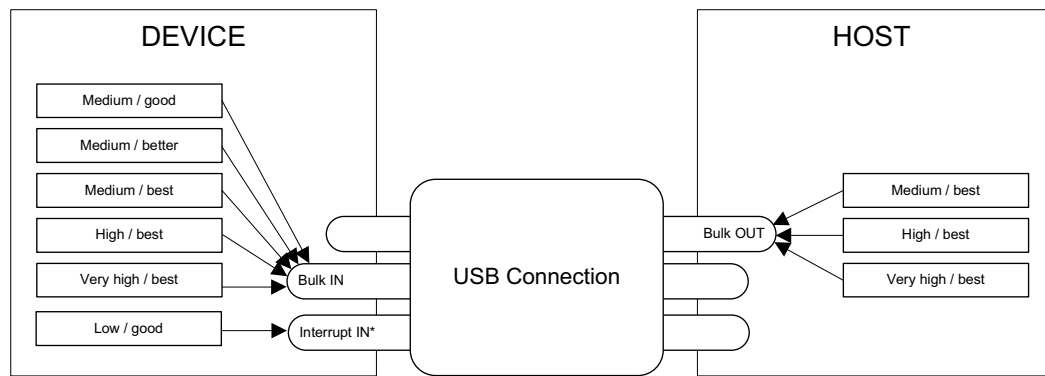 DEVICE
HOST
Medium / good
Medium / better
Medium / best
High / best
Very high / best
Low / good
Bulk IN
Interrupt IN*
USB Connection
Bulk OUT
Medium / best
High / best
Very high / best